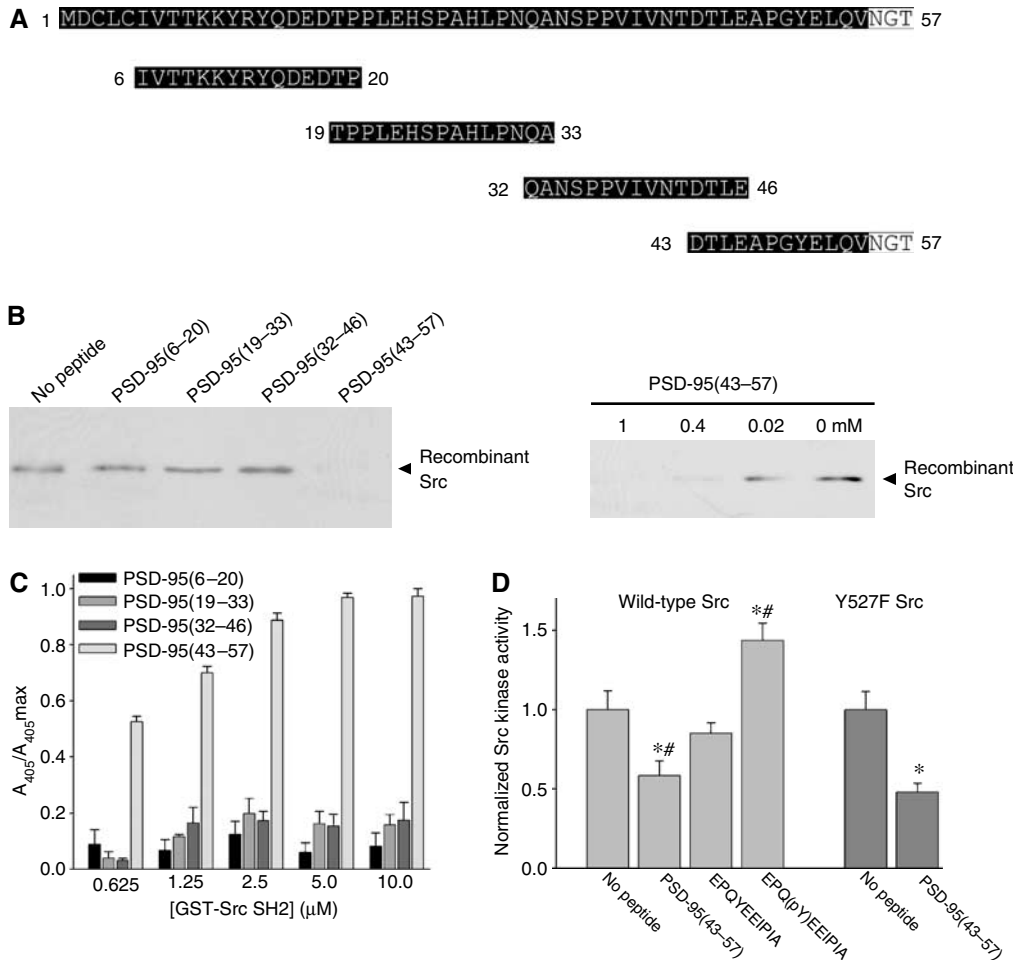 A
1 MDCLCIVTTKKYRYQDEDTPPLEHSPAHLPNQANSPPVIVNTDTLEAPGYELQVNGT 57
6 IVTTKKYRYQDEDTP 20
19 TPPLEHSPAHLPNQA 33
32 QANSPPVIVNTDTLE 46
43 DTLEAPGYELQVNGT 57
B
No peptide
PSD-95(6–20)
PSD-95(19–33)
PSD-95(32–46)
PSD-95(43–57)
Recombinant
Src
PSD-95(43–57)
1 0.4 0.02 0 mM
Recombinant
Src
C
PSD-95(6–20)
PSD-95(19–33)
PSD-95(32–46)
PSD-95(43–57)
A405/A405max
1.0
0.8
0.6
0.4
0.2
0.0
0.625 1.25 2.5 5.0 10.0
[GST-Src SH2] (μM)
D
Wild-type Src Y527F Src
Normalized Src kinase activity
1.5
1.0
0.5
0
*#
*#
*
No peptide
PSD-95(43–57)
EPQYEEIPIA
EPQ(pY)EEIPIA
No peptide
PSD-95(43–57)